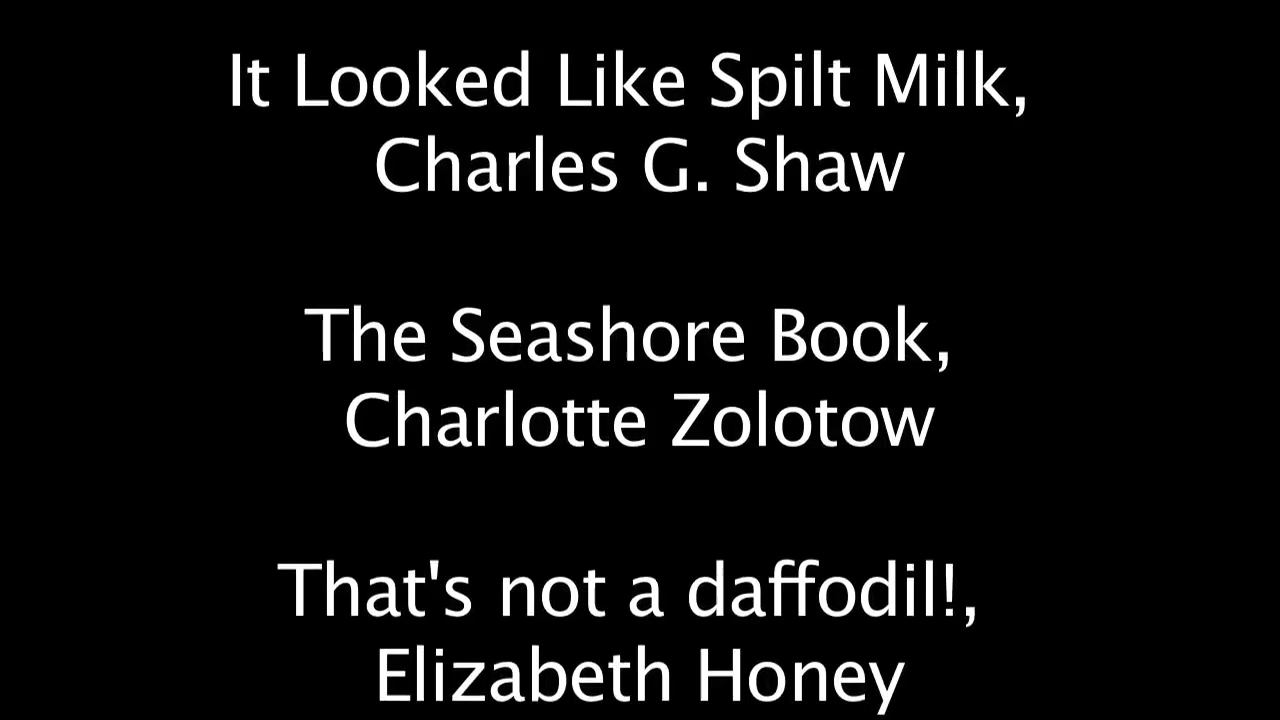 It Looked Like Spilt Milk,
Charles G. Shaw
The Seashore Book,
Charlotte Zolotow
That's not a daffodil!,
Elizabeth Honey